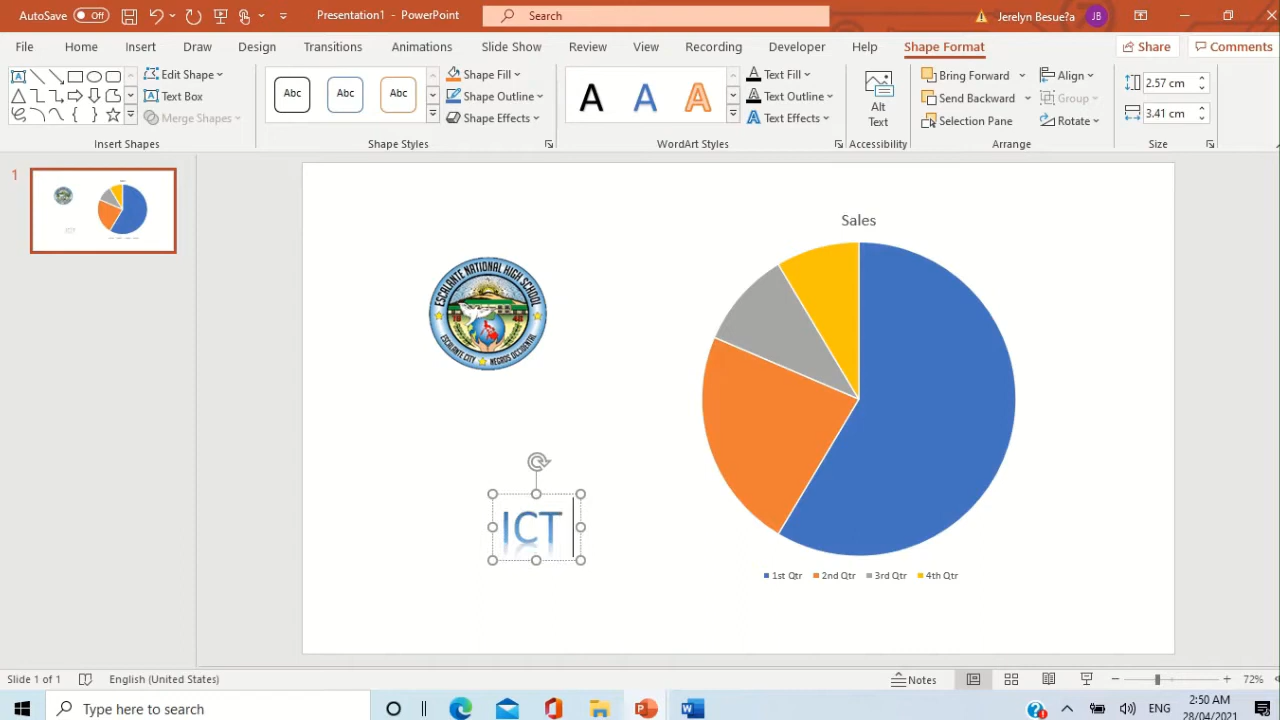 AutoSave Off Presentation1 - PowerPoint Search Jerelyn Besue?a JB
File Home Insert Draw Design Transitions Animations Slide Show Review View Recording Developer Help Shape Format Share Comments
Edit Shape
Text Box
Merge Shapes
Insert Shapes
Abc Abc Abc
Shape Fill
Shape Outline
Shape Effects
Shape Styles
A A A
Text Fill
Text Outline
Text Effects
WordArt Styles
Alt
Text
Accessibility
Bring Forward
Send Backward
Selection Pane
Align
Group
Rotate
Arrange
2.57 cm
3.41 cm
Size
1
Sales
ESCALANTE NATIONAL HIGH SCHOOL
ESCALANTE CITY NEGROS OCCIDENTAL
ICT
1st Qtr 2nd Qtr 3rd Qtr 4th Qtr
Slide 1 of 1 English (United States) Notes 72%
Type here to search ENG 2:50 AM
28/04/2021